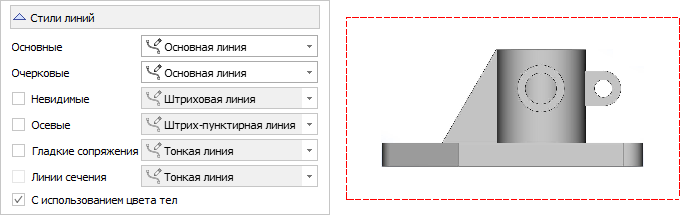 Стили линий
Основные Основная линия
Очерковые Основная линия
Невидимые Штриховая линия
Осевые Штрих-пунктирная линия
Гладкие сопряжения Тонкая линия
Линии сечения Тонкая линия
С использованием цвета тел